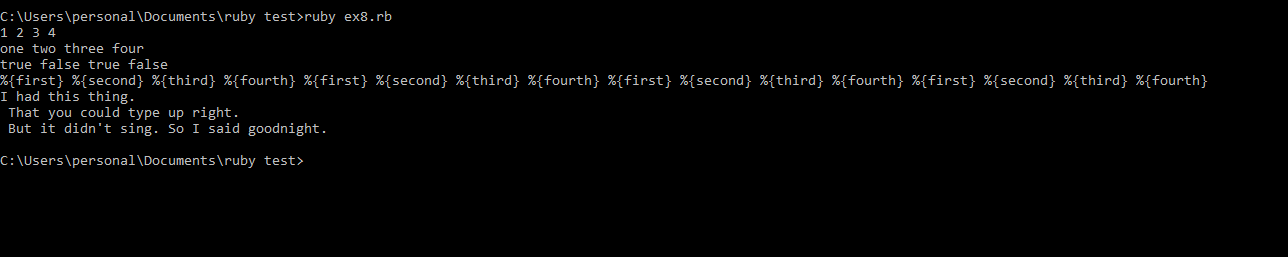 C:\Users\personal\Documents\ruby test>ruby ex8.rb
1 2 3 4
one two three four
true false true false
%{first} %{second} %{third} %{fourth} %{first} %{second} %{third} %{fourth} %{first} %{second} %{third} %{fourth} %{first} %{second} %{third} %{fourth}
I had this thing.
 That you could type up right.
 But it didn't sing. So I said goodnight.
C:\Users\personal\Documents\ruby test>